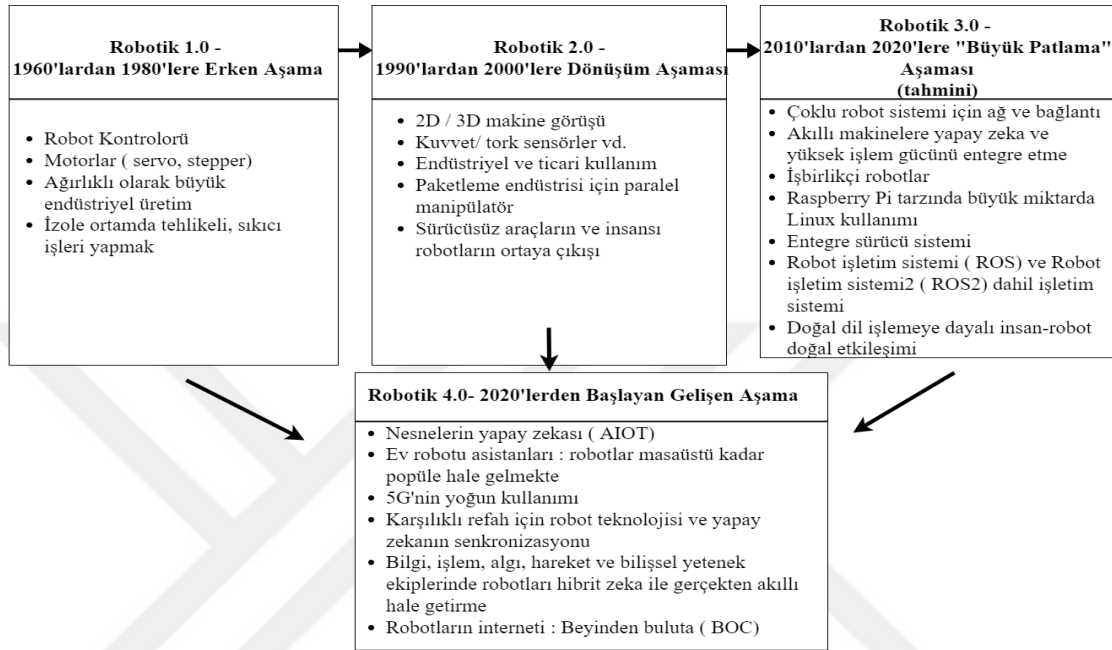 Robotik 1.0 -
1960'lardan 1980'lere Erken Aşama
• Robot Kontrolorü
• Motorlar ( servo, stepper)
• Ağırlıklı olarak büyük
endüstriyel üretim
• İzole ortamda tehlikeli, sıkıcı
işleri yapmak
Robotik 2.0 -
1990'lardan 2000'lere Dönüşüm Aşaması
• 2D / 3D makine görüşü
• Kuvvet/ tork sensörler vd.
• Endüstriyel ve ticari kullanım
• Paketleme endüstrisi için paralel
manipülatör
• Sürücüsüz araçların ve insansı
robotların ortaya çıkışı
Robotik 3.0 -
2010'lardan 2020'lere "Büyük Patlama"
Aşaması
(tahmini)
• Çoklu robot sistemi için ağ ve bağlantı
• Akıllı makinelere yapay zeka ve
yüksek işlem gücünü entegre etme
• İşbirlikçi robotlar
• Raspberry Pi tarzında büyük miktarda
Linux kullanımı
• Entegre sürücü sistemi
• Robot işletim sistemi ( ROS) ve Robot
işletim sistemi2 ( ROS2) dahil işletim
sistemi
• Doğal dil işlemeye dayalı insan-robot
doğal etkileşimi
Robotik 4.0- 2020'lerden Başlayan Gelişen Aşama
• Nesnelerin yapay zekası ( AIOT)
• Ev robotu asistanları : robotlar masaüstü kadar
popüle hale gelmekte
• 5G'nin yoğun kullanımı
• Karşılıklı refah için robot teknolojisi ve yapay
zekanın senkronizasyonu
• Bilgi, işlem, algı, hareket ve bilişsel yetenek
ekiplerinde robotları hibrit zeka ile gerçekten akıllı
hale getirme
• Robotların interneti : Beyinden buluta ( BOC)